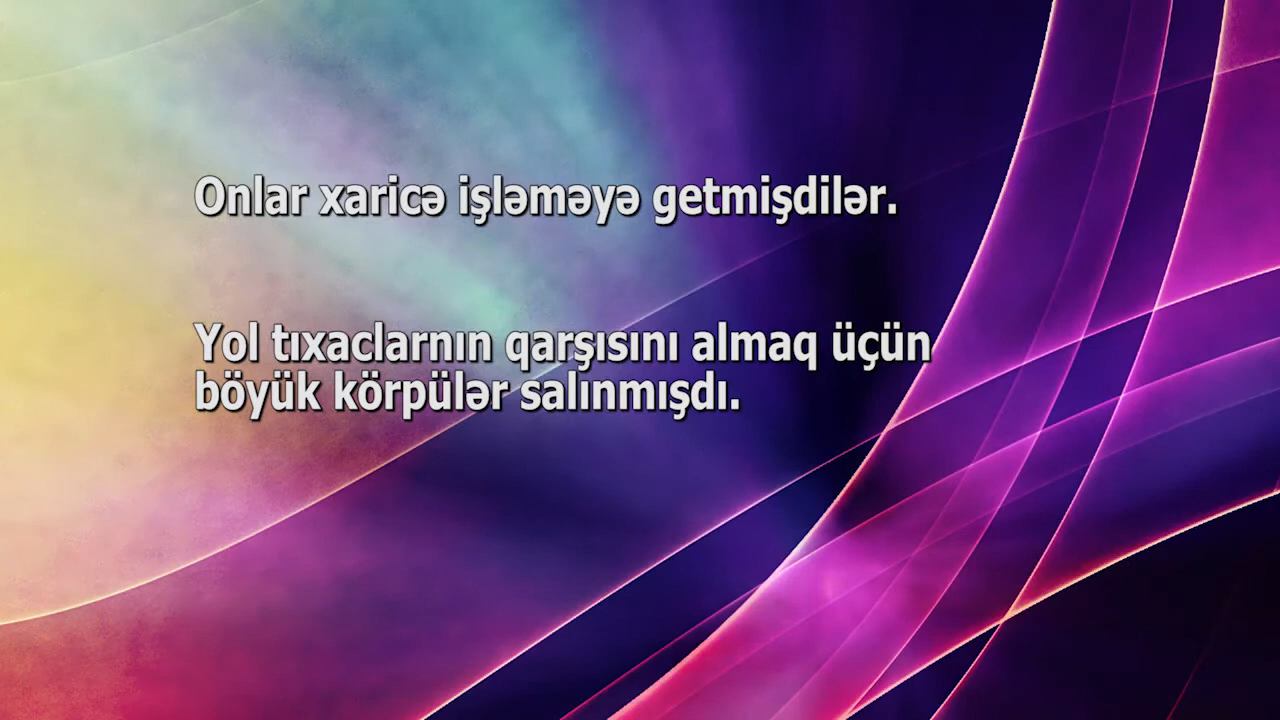 Onlar xaricə işləməyə getmişdilər.
Yol tıxaclarnın qarşısını almaq üçün
böyük körpülər salınmışdı.